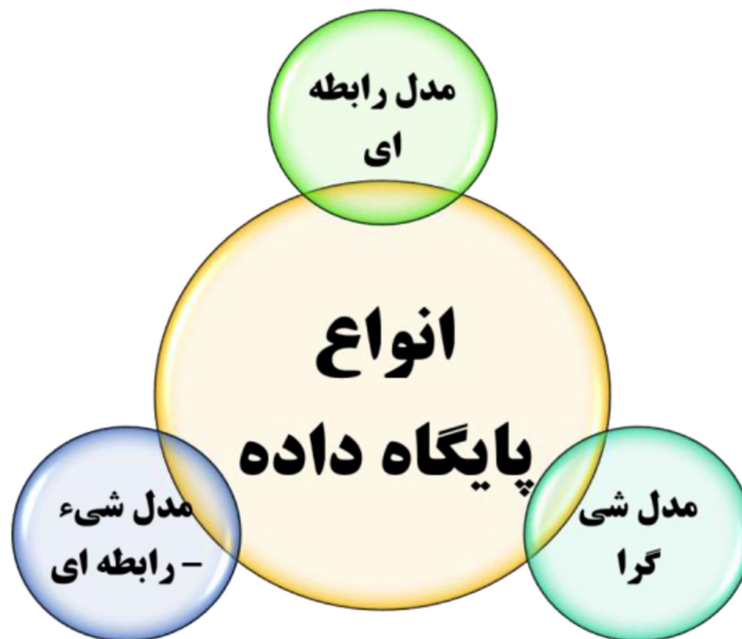 مدل رابطه
ای
انواع
پایگاه داده
مدل شی
گرا
مدل شیء
– رابطه ای